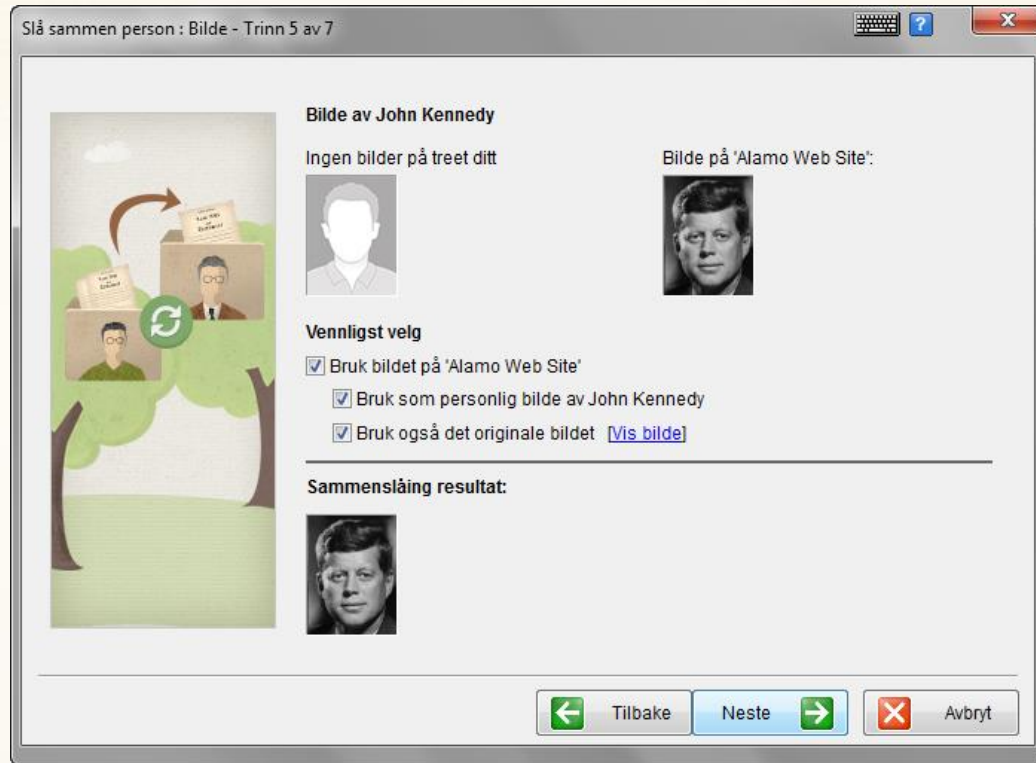 Slå sammen person : Bilde - Trinn 5 av 7
?
Bilde av John Kennedy
Ingen bilder på treet ditt
Bilde på 'Alamo Web Site':
Vennligst velg
Bruk bildet på 'Alamo Web Site'
Bruk som personlig bilde av John Kennedy
Bruk også det originale bildet [Vis bilde]
Sammenslåing resultat:
Tilbake
Neste
Avbryt